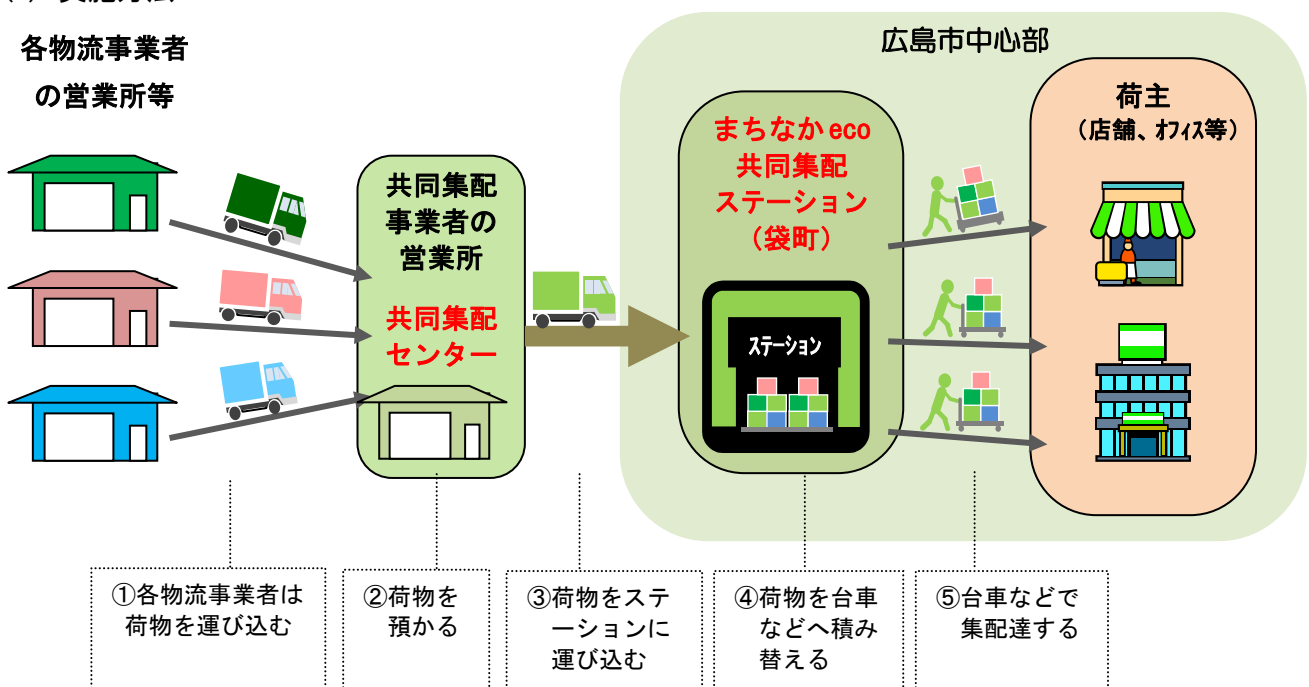 各物流事業者
の営業所等
広島市中心部
共同集配
事業者の
営業所
共同集配
センター
まちなかeco
共同集配
ステーション
（袋町）
ステーション
荷主
（店舗、ｵﾌｨｽ等）
①各物流事業者は
荷物を運び込む
②荷物を
預かる
③荷物をステ
ーションに
運び込む
④荷物を台車
などへ積み
替える
⑤台車などで
集配達する